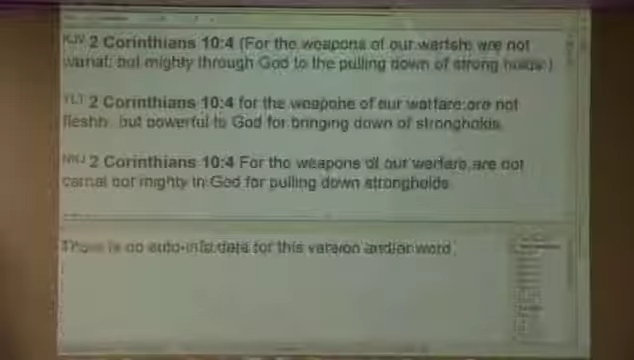 KJV 2 Corinthians 10:4 (For the weapons of our warfare are not
carnal, but mighty through God to the pulling down of strong holds;)
YLT 2 Corinthians 10:4 for the weapons of our warfare are not
fleshly, but powerful to God for bringing down of strongholds,
NKJ 2 Corinthians 10:4 For the weapons of our warfare are not
carnal but mighty in God for pulling down strongholds,
There is no auto-info data for this version and/or word.